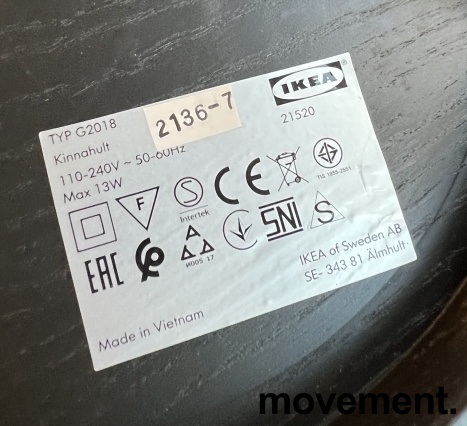 TYP G2018
2136-7
IKEA
Kinnahult
21520
110-240V ~ 50-60Hz
Max 13W
F
S
Intertek
CE
TIS 1955-2551
EAC
A
M005 17
SNI
S
IKEA of Sweden AB
SE- 343 81 Älmhult
Made in Vietnam
movement.